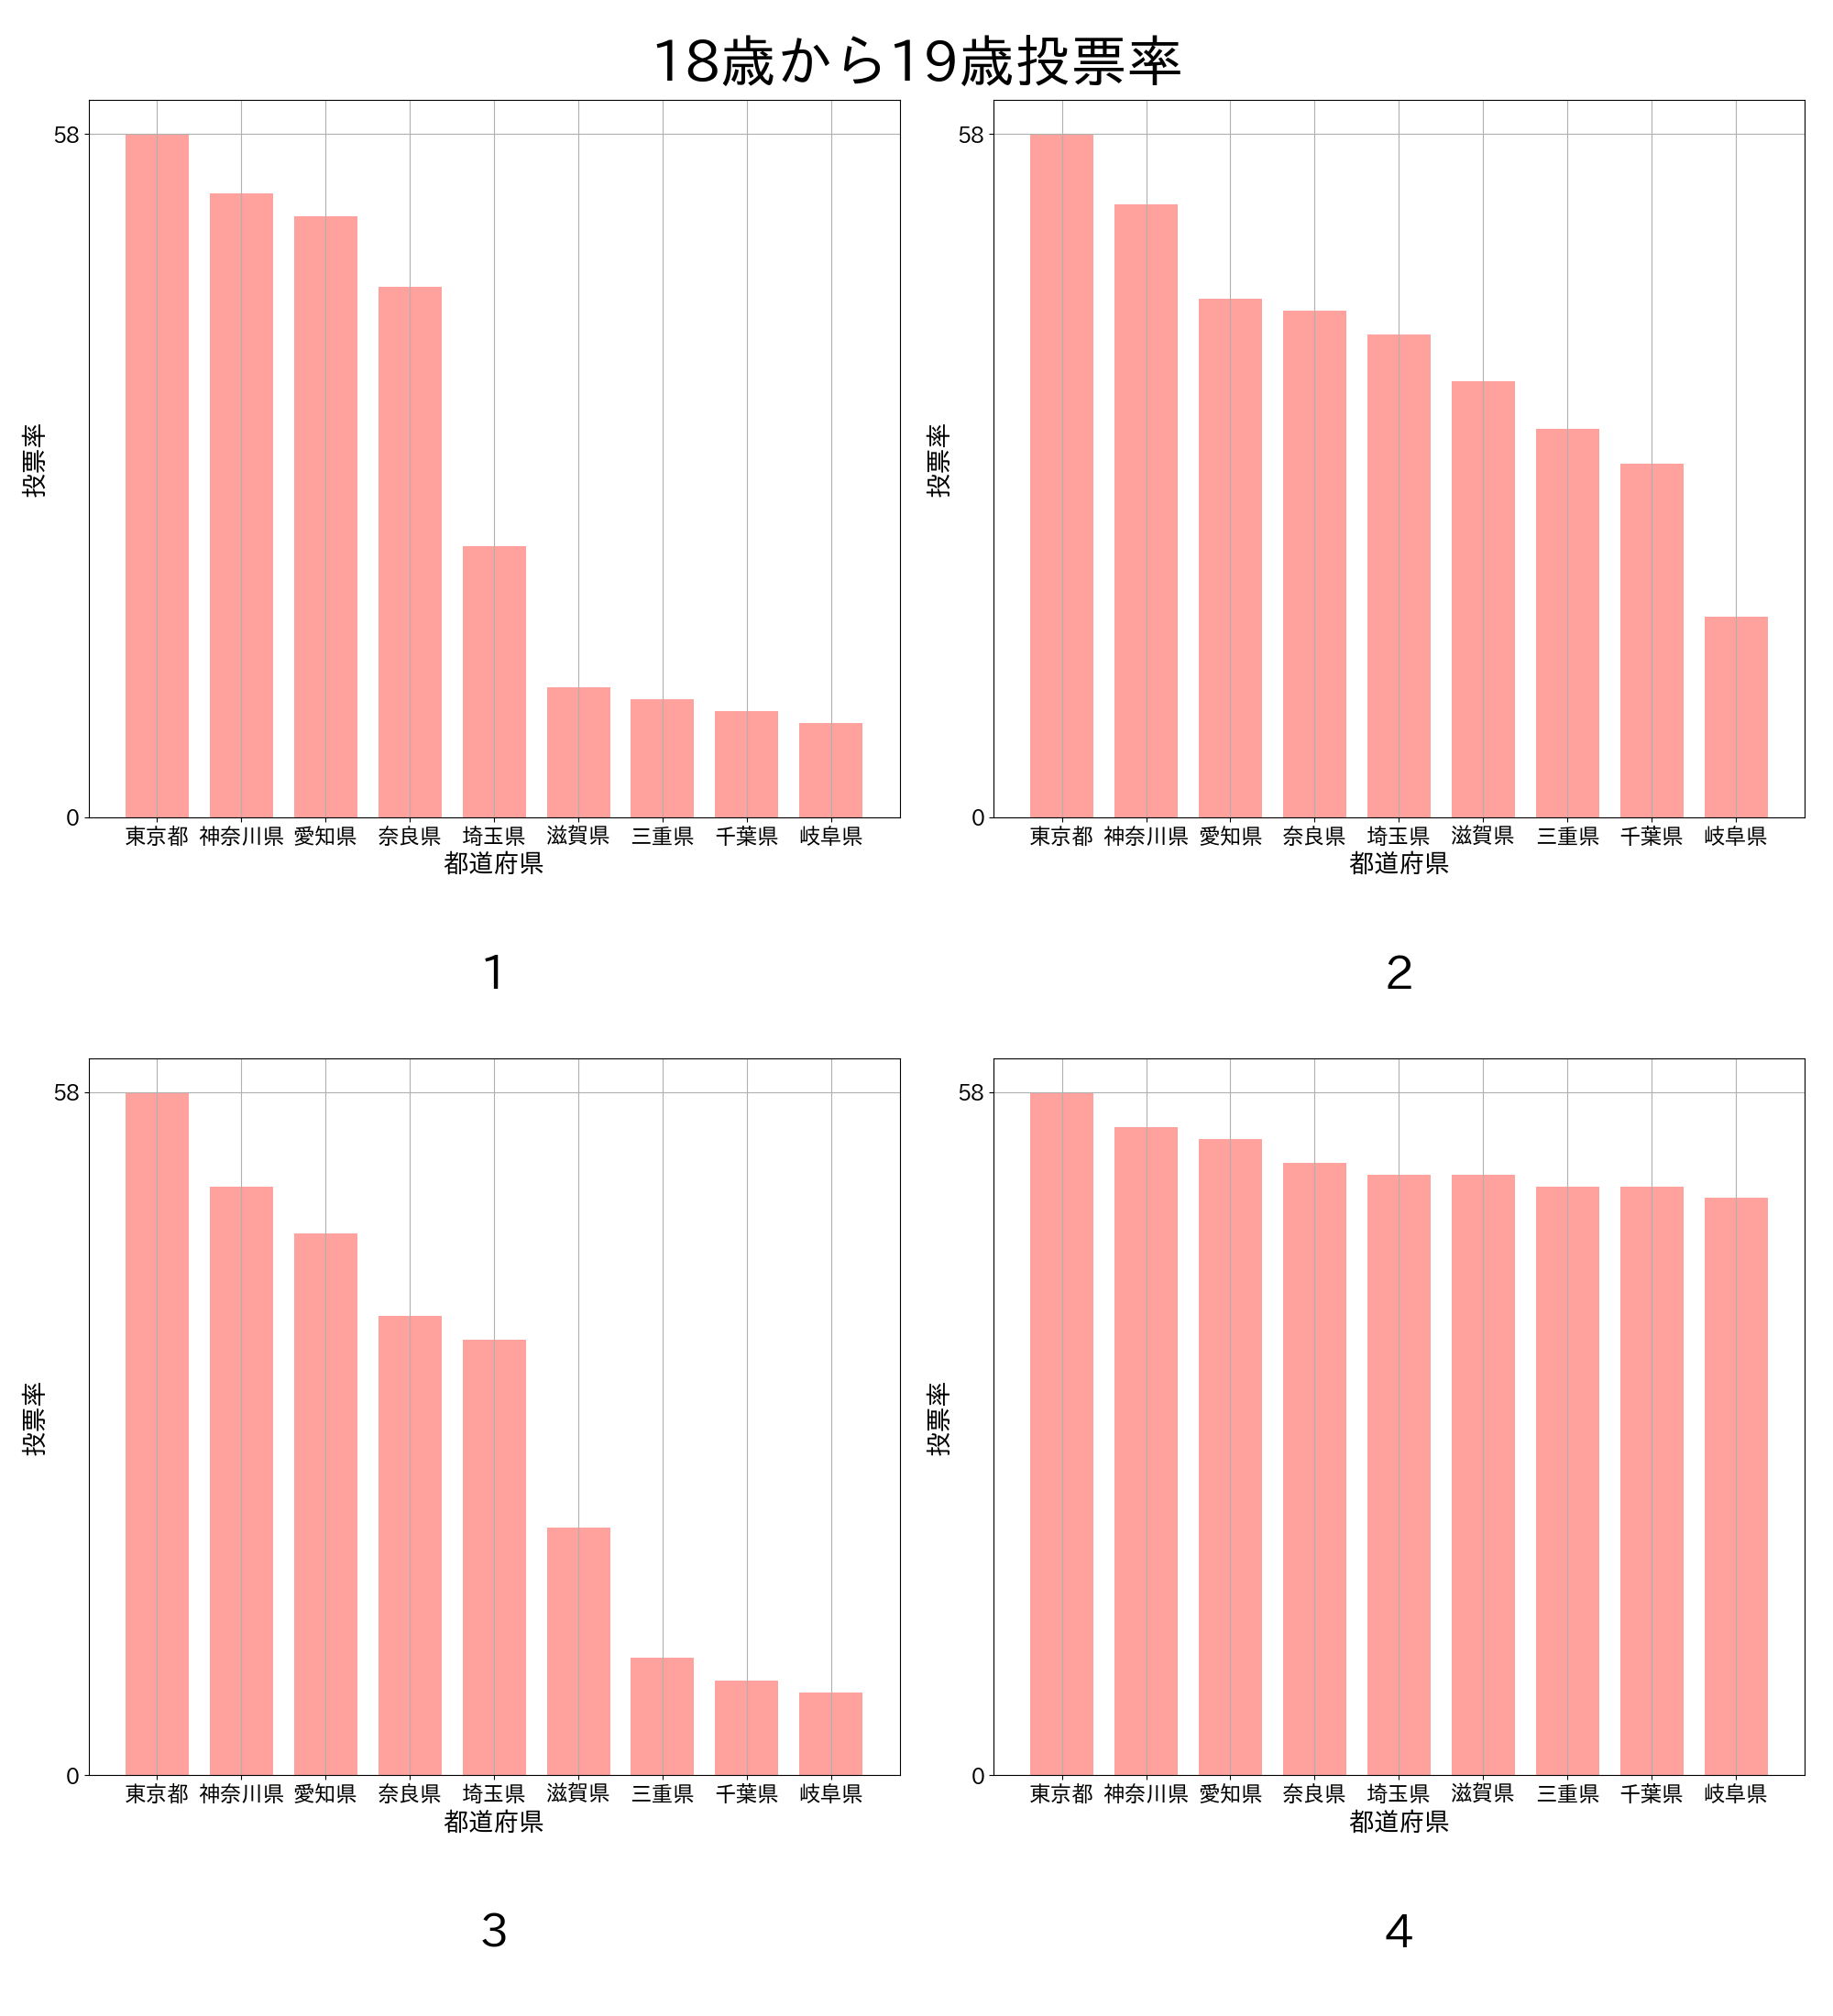 18歳から19歳投票率
58
0
投票率
東京都 神奈川県 愛知県 奈良県 埼玉県 滋賀県 三重県 千葉県 岐阜県
都道府県
1
58
0
投票率
東京都 神奈川県 愛知県 奈良県 埼玉県 滋賀県 三重県 千葉県 岐阜県
都道府県
2
58
0
投票率
東京都 神奈川県 愛知県 奈良県 埼玉県 滋賀県 三重県 千葉県 岐阜県
都道府県
3
58
0
投票率
東京都 神奈川県 愛知県 奈良県 埼玉県 滋賀県 三重県 千葉県 岐阜県
都道府県
4